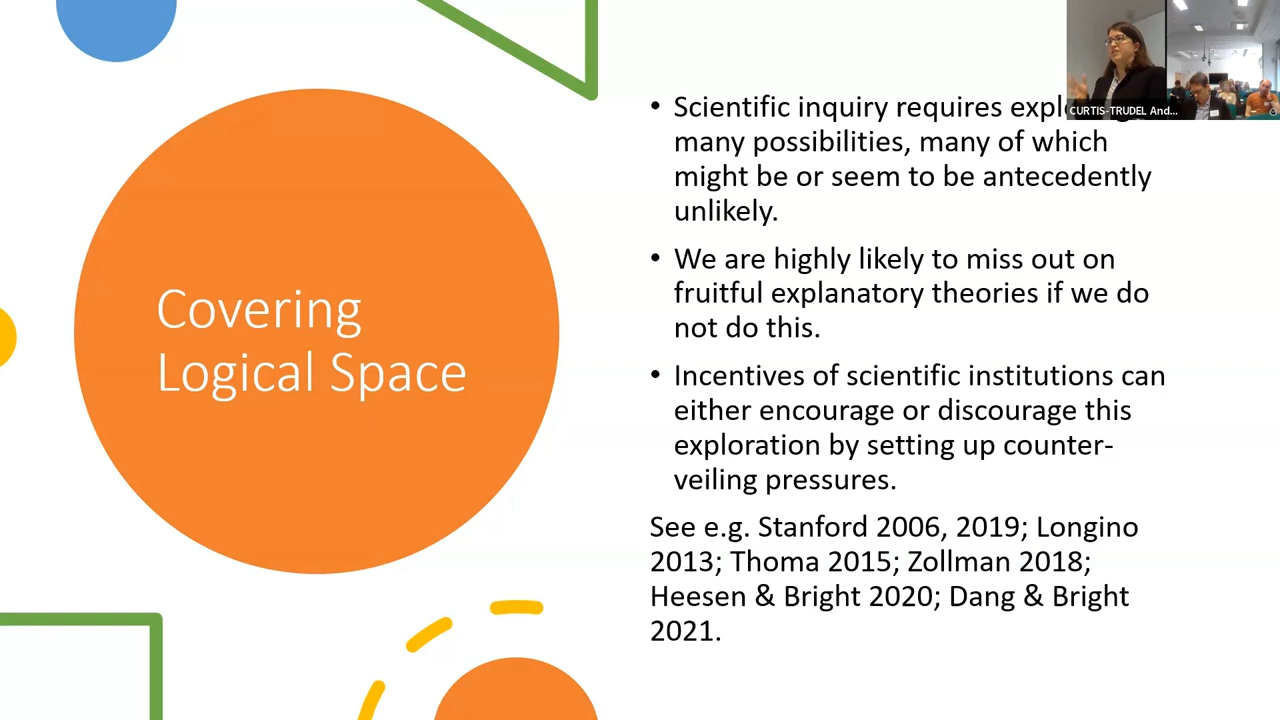 Covering
Logical Space
• Scientific inquiry requires
many possibilities, many of which
might be or seem to be antecedently
unlikely.
• We are highly likely to miss out on
fruitful explanatory theories if we do
not do this.
• Incentives of scientific institutions can
either encourage or discourage this
exploration by setting up counter-
veiling pressures.
See e.g. Stanford 2006, 2019; Longino
2013; Thoma 2015; Zollman 2018;
Heesen & Bright 2020; Dang & Bright
2021.
CURTIS-TRUDEL And...